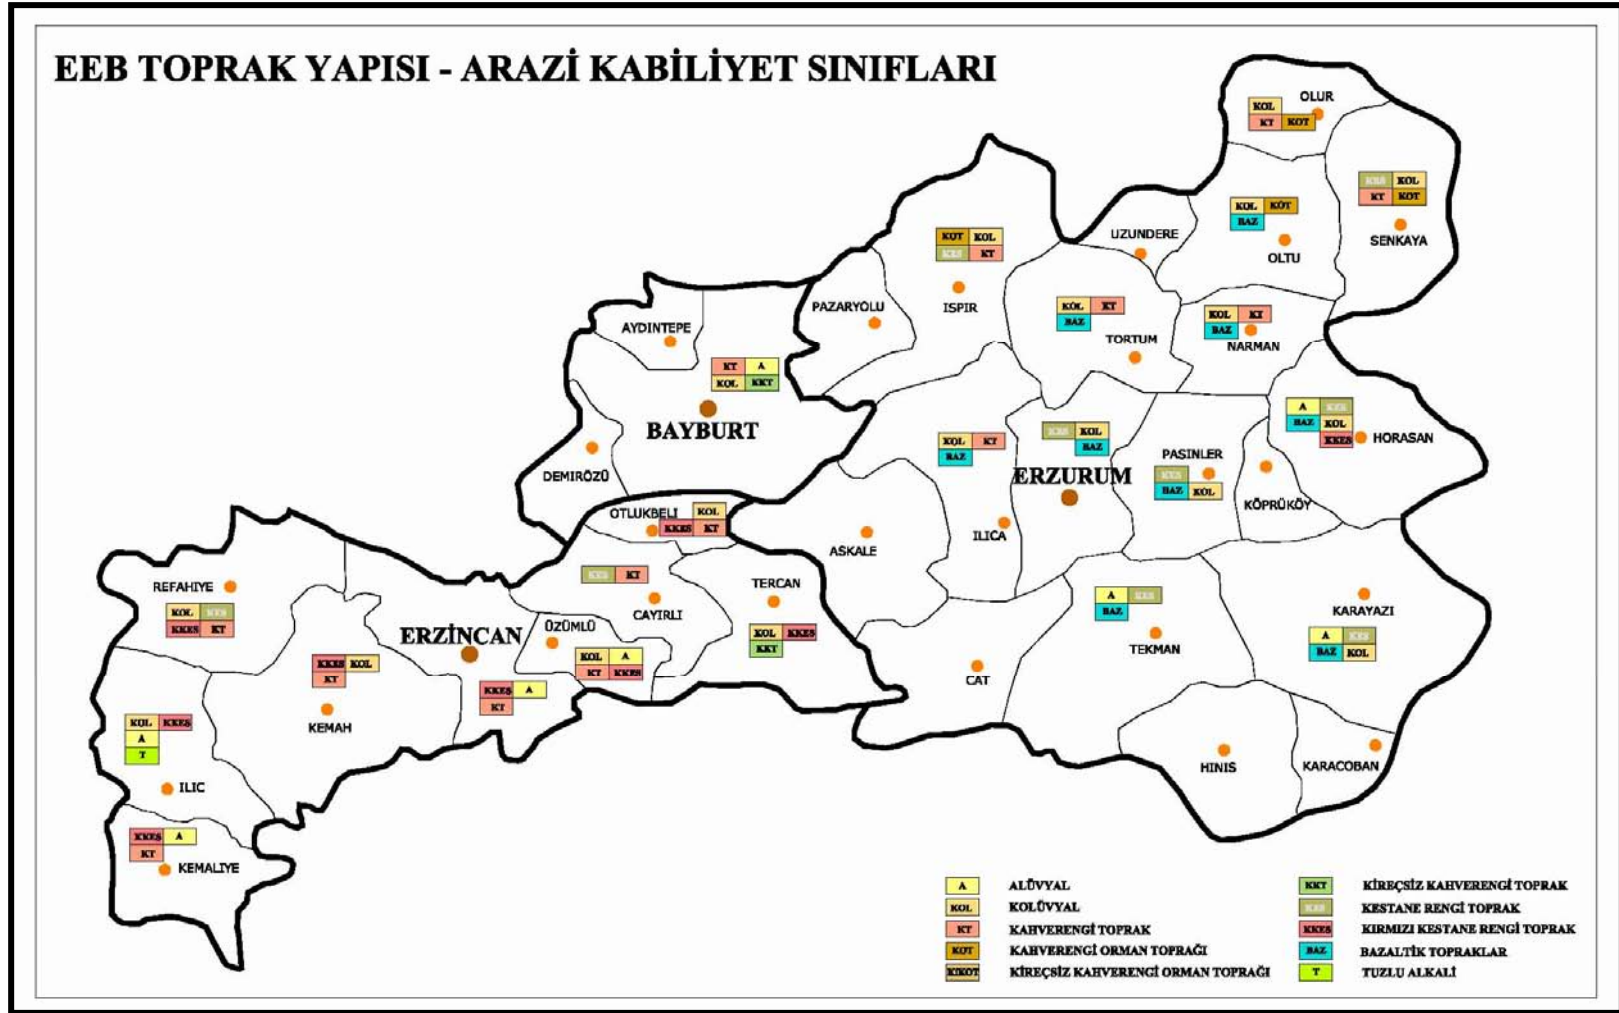 EEB TOPRAK YAPISI - ARAZİ KABİLİYET SINIFLARI
OLUR
KOL
KT KOT
KES KOL
KT KOT
SENKAYA
KOL KOT
BAZ
OLTU
UZUNDERE
KOT KOL
KES KT
ISPIR
PAZARYOLU
KOL KT
BAZ
TORTUM
KOL KT
BAZ
NARMAN
AYDINTEPE
KT A
KOL KKT
BAYBURT
DEMIRÖZÜ
A KES
BAZ KOL
KKES
HORASAN
KOL KT
BAZ
ILICA
KES KOL
BAZ
ERZURUM
PASINLER
KES
BAZ KOL
KÖPRÜKÖY
OTLUKBELI
KOL
KKES KT
ASKALE
REFAHIYE
KOL KES
KKES KT
KES KT
CAYIRLI
TERCAN
KOL KKES
KKT
ERZİNCAN
KKES A
KT
ÜZÜMLÜ
KOL A
KT KKES
A KES
BAZ
TEKMAN
KARAYAZI
A KES
BAZ KOL
CAT
KKES KOL
KT
KEMAH
KOL KKES
A
T
ILIC
HINIS
KARACOBAN
KKES A
KT
KEMALIYE
A ALÜVYAL
KOL KOLÜVYAL
KT KAHVERENGİ TOPRAK
KOT KAHVERENGİ ORMAN TOPRAĞI
KIKOT KİREÇSİZ KAHVERENGİ ORMAN TOPRAĞI
KKT KİREÇSİZ KAHVERENGİ TOPRAK
KES KESTANE RENGİ TOPRAK
KKES KIRMIZI KESTANE RENGİ TOPRAK
BAZ BAZALTİK TOPRAKLAR
T TUZLU ALKALİ